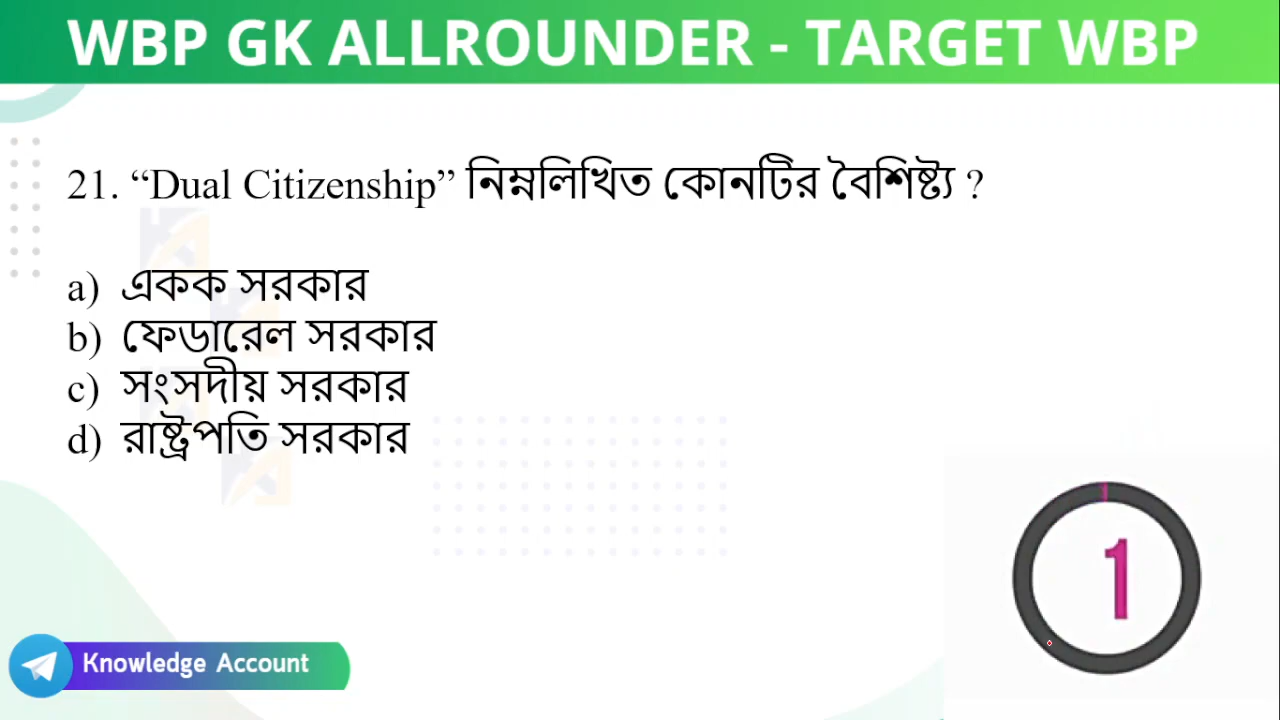 WBP GK ALLROUNDER - TARGET WBP
21. “Dual Citizenship” নিম্নলিখিত কোনটির বৈশিষ্ট্য ?
a) একক সরকার
b) ফেডারেল সরকার
c) সংসদীয় সরকার
d) রাষ্ট্রপতি সরকার
1
Knowledge Account